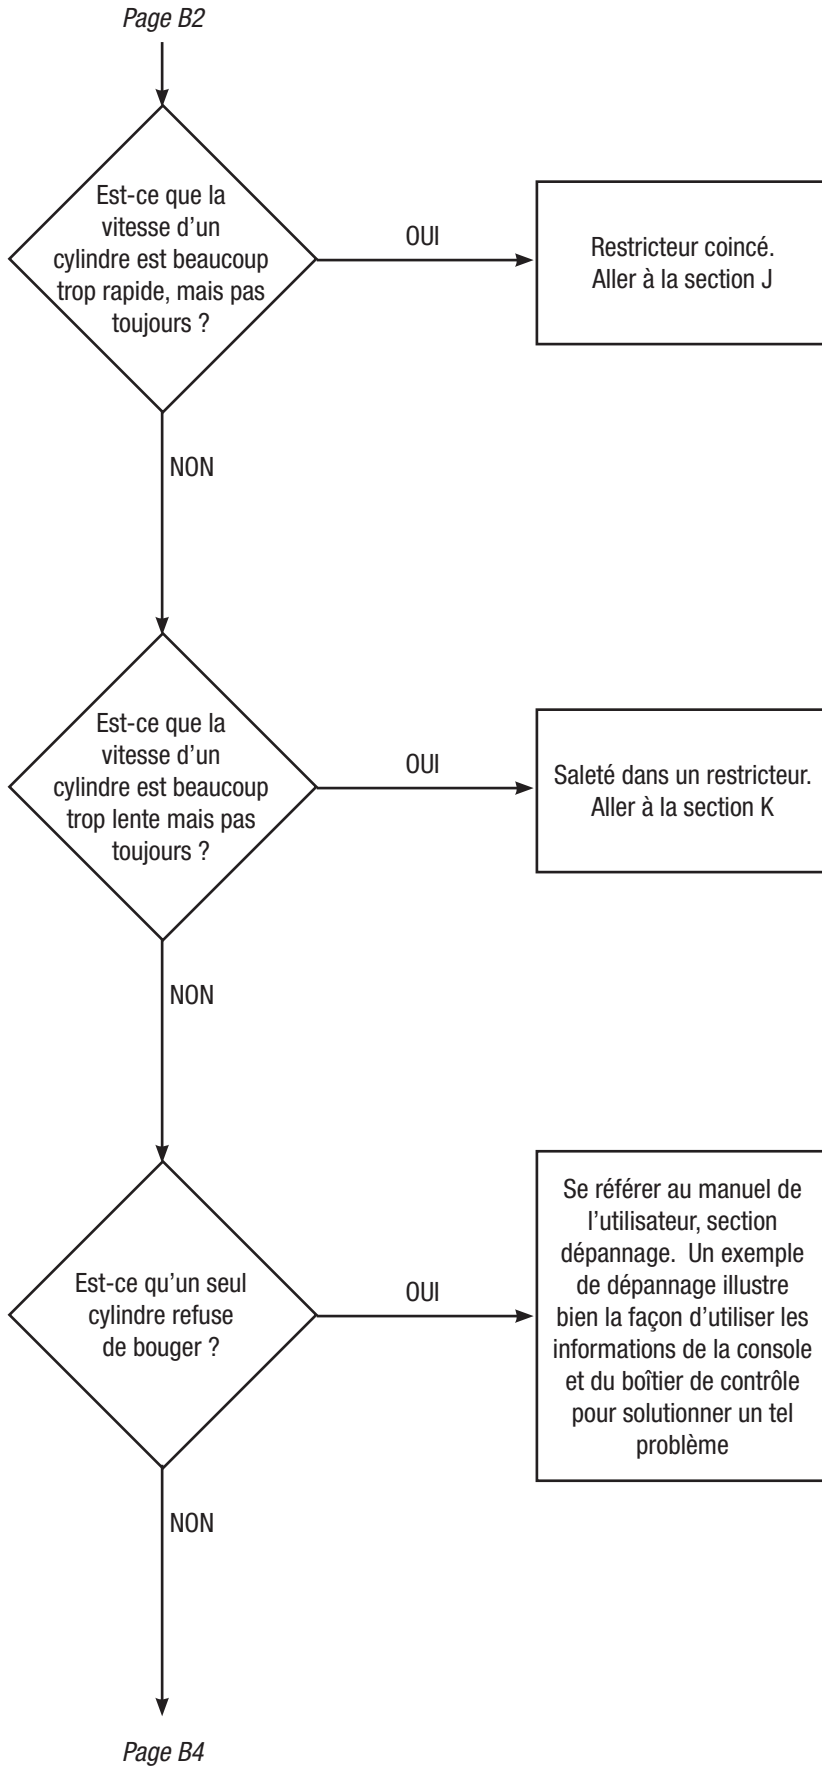 Page B2
Est-ce que la
vitesse d’un
cylindre est beaucoup
trop rapide, mais pas
toujours ?
OUI
Restricteur coincé.
Aller à la section J
NON
Est-ce que la
vitesse d’un
cylindre est beaucoup
trop lente mais pas
toujours ?
OUI
Saleté dans un restricteur.
Aller à la section K
NON
Est-ce qu’un seul
cylindre refuse
de bouger ?
OUI
Se référer au manuel de
l’utilisateur, section
dépannage.  Un exemple
de dépannage illustre
bien la façon d’utiliser les
informations de la console
et du boîtier de contrôle
pour solutionner un tel
problème
NON
Page B4